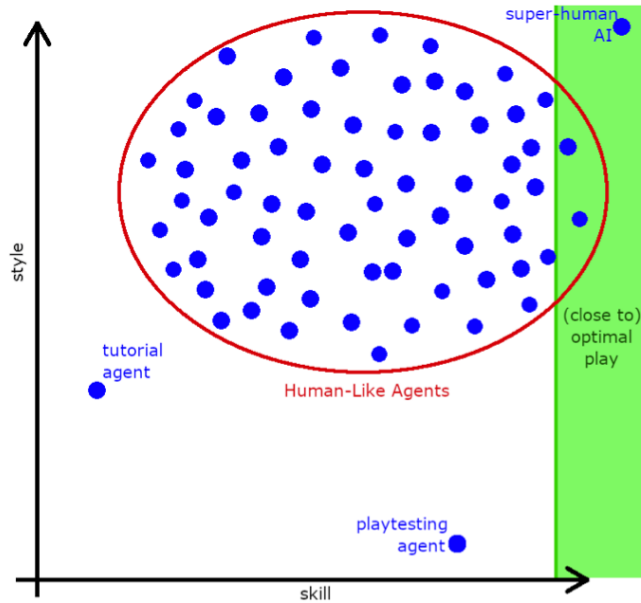 super-human
AI
style
(close to)
optimal
play
tutorial
agent
Human-Like Agents
playtesting
agent
skill